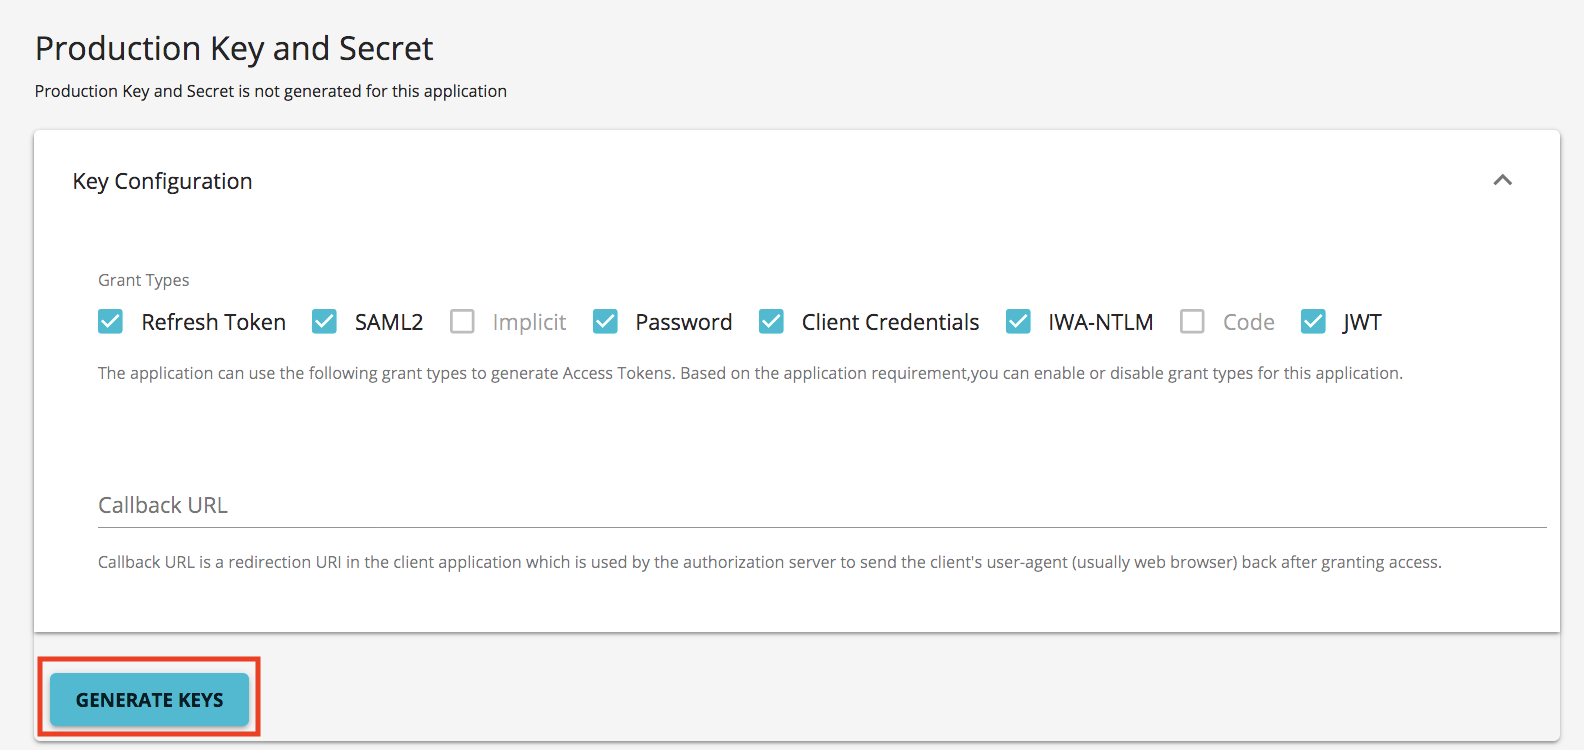 Production Key and Secret
Production Key and Secret is not generated for this application
Key Configuration
Grant Types
Refresh Token SAML2 Implicit Password Client Credentials IWA-NTLM Code JWT
The application can use the following grant types to generate Access Tokens. Based on the application requirement,you can enable or disable grant types for this application.
Callback URL
Callback URL is a redirection URI in the client application which is used by the authorization server to send the client's user-agent (usually web browser) back after granting access.
GENERATE KEYS